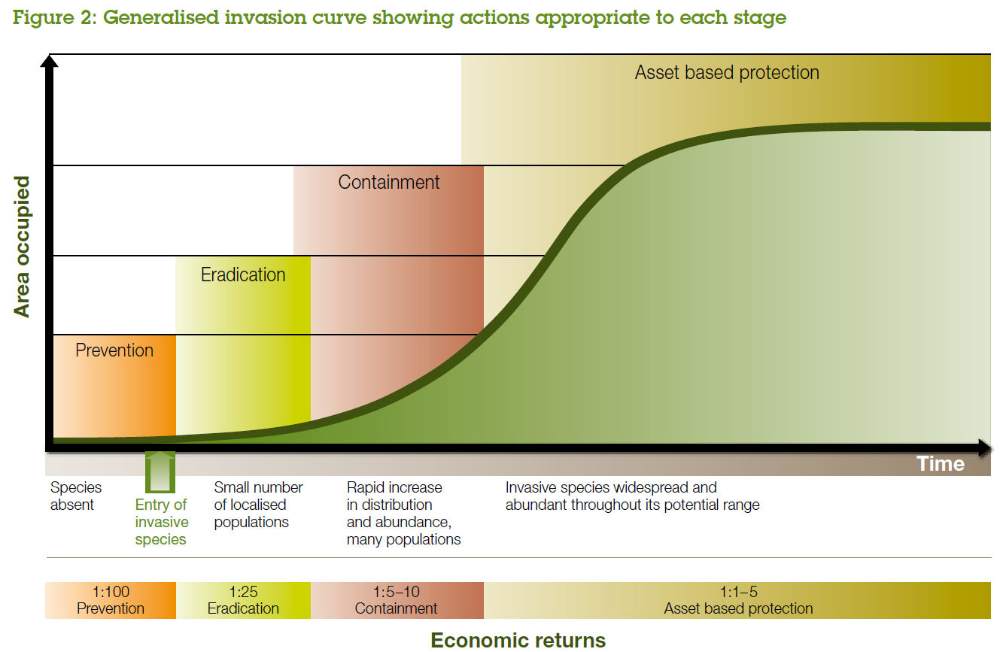 Figure 2: Generalised invasion curve showing actions appropriate to each stage
Asset based protection
Containment
Eradication
Prevention
Area occupied
Time
Species
absent
Entry of
invasive
species
Small number
of localised
populations
Rapid increase
in distribution
and abundance,
many populations
Invasive species widespread and
abundant throughout its potential range
1:100
Prevention
1:25
Eradication
1:5–10
Containment
1:1–5
Asset based protection
Economic returns